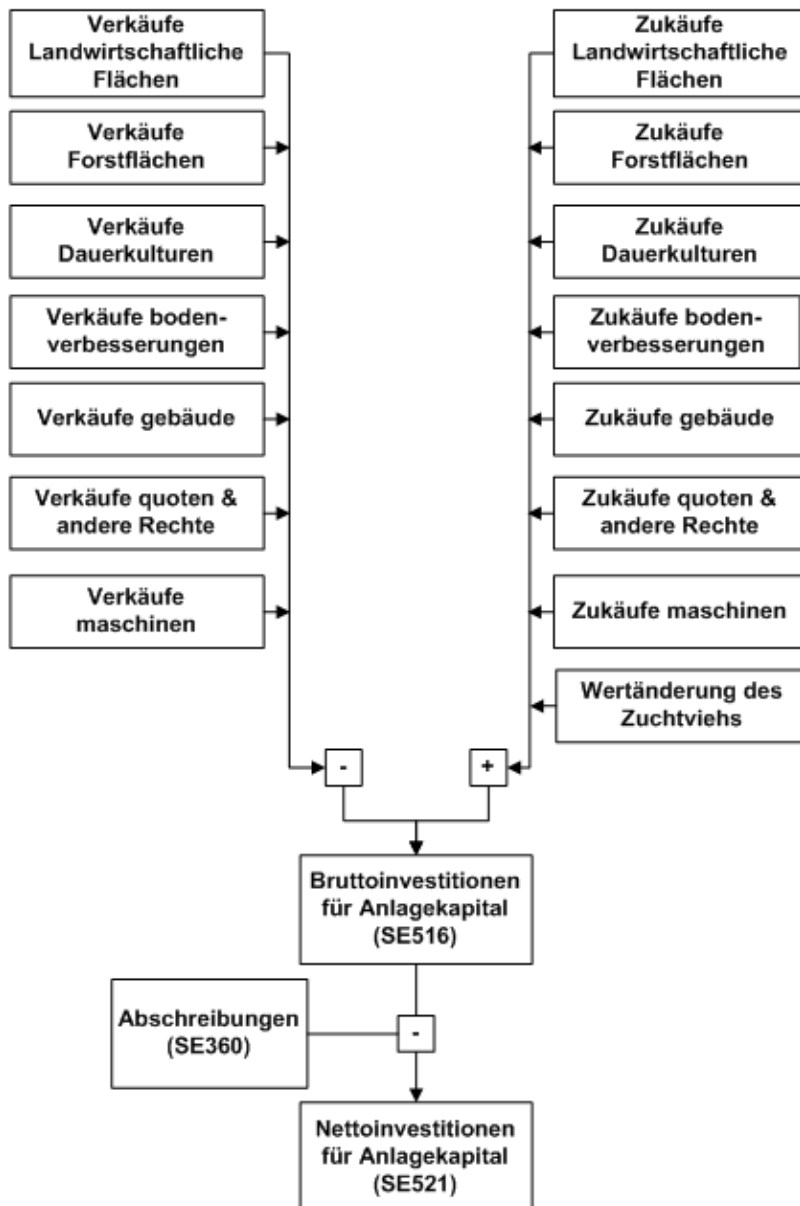 Verkäufe
Landwirtschaftliche
Flächen
Verkäufe
Forstflächen
Verkäufe
Dauerkulturen
Verkäufe boden-
verbesserungen
Verkäufe gebäude
Verkäufe quoten &
andere Rechte
Verkäufe
maschinen
Zukäufe
Landwirtschaftliche
Flächen
Zukäufe
Forstflächen
Zukäufe
Dauerkulturen
Zukäufe boden-
verbesserungen
Zukäufe gebäude
Zukäufe quoten &
andere Rechte
Zukäufe maschinen
Wertänderung des
Zuchtviehs
-
+
Bruttoinvestitionen
für Anlagekapital
(SE516)
Abschreibungen
(SE360)
-
Nettoinvestitionen
für Anlagekapital
(SE521)